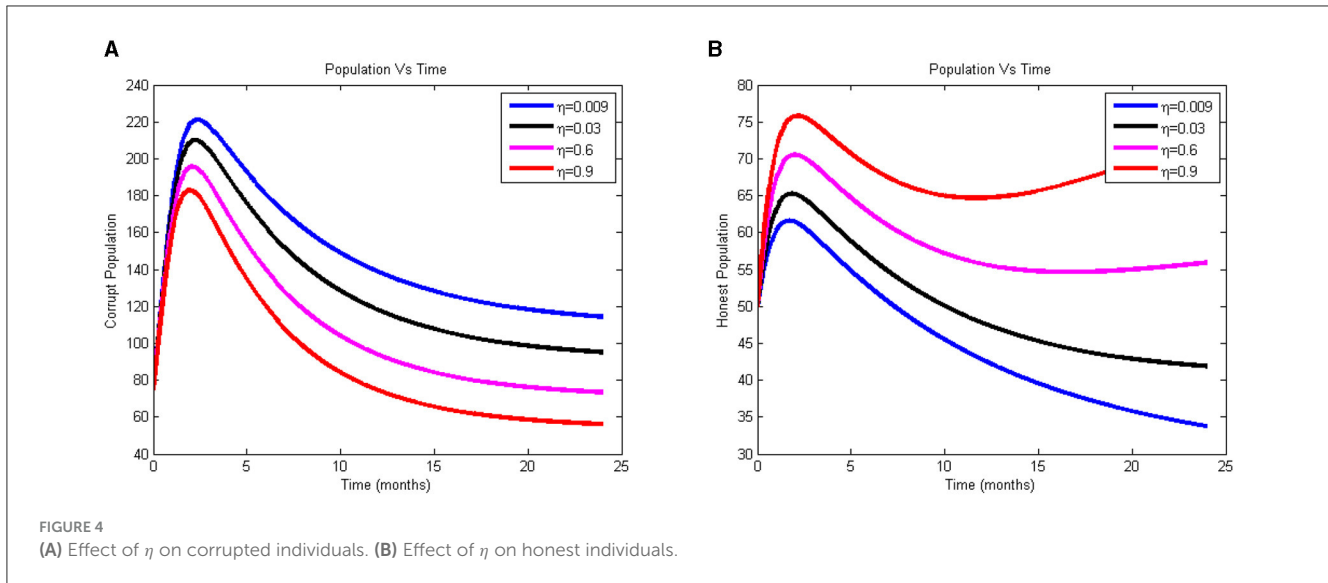 A
Population Vs Time
240
220
200
180
160
140
120
100
80
60
40
Corrupt Population
0
5
10
15
20
25
Time (months)
η=0.009
η=0.03
η=0.6
η=0.9
B
Population Vs Time
80
75
70
65
60
55
50
45
40
35
30
Honest Population
0
5
10
15
20
25
Time (months)
η=0.009
η=0.03
η=0.6
η=0.9
FIGURE 4
(A) Effect of η on corrupted individuals. (B) Effect of η on honest individuals.